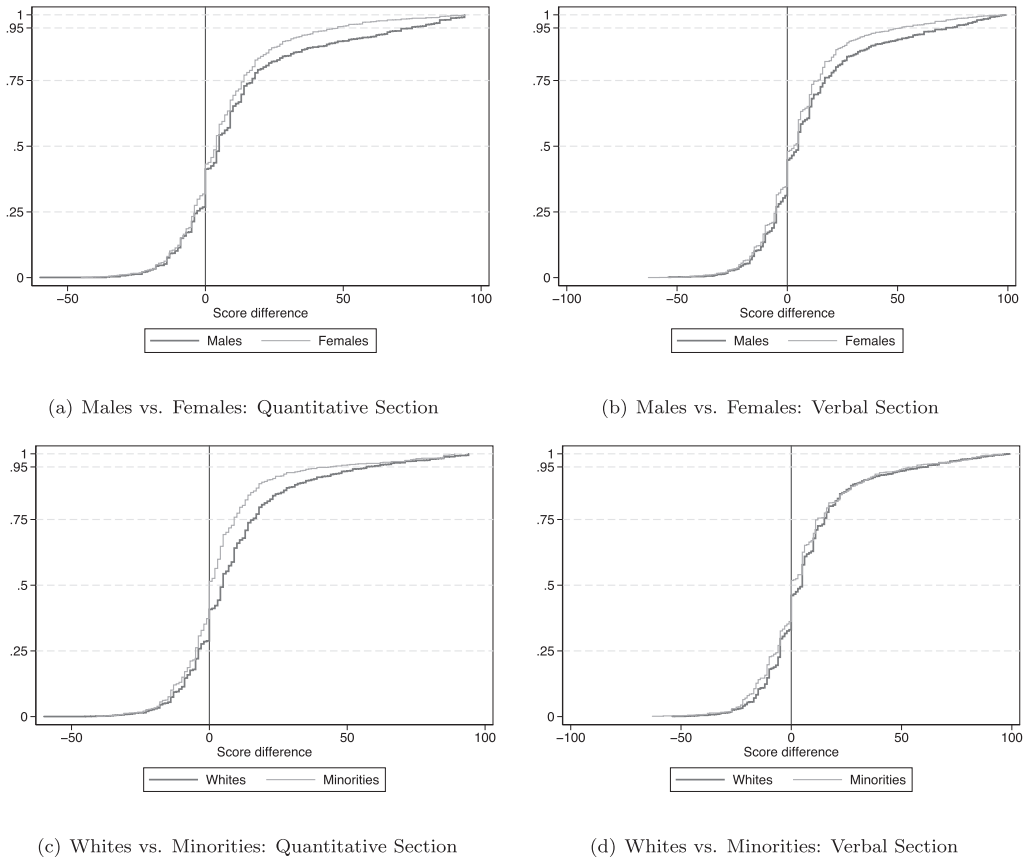 1
.95
.75
.5
.25
0
−50 0 50 100
Score difference
Males Females
(a) Males vs. Females: Quantitative Section
1
.95
.75
.5
.25
0
−100 −50 0 50 100
Score difference
Males Females
(b) Males vs. Females: Verbal Section
1
.95
.75
.5
.25
0
−50 0 50 100
Score difference
Whites Minorities
(c) Whites vs. Minorities: Quantitative Section
1
.95
.75
.5
.25
0
−100 −50 0 50 100
Score difference
Whites Minorities
(d) Whites vs. Minorities: Verbal Section